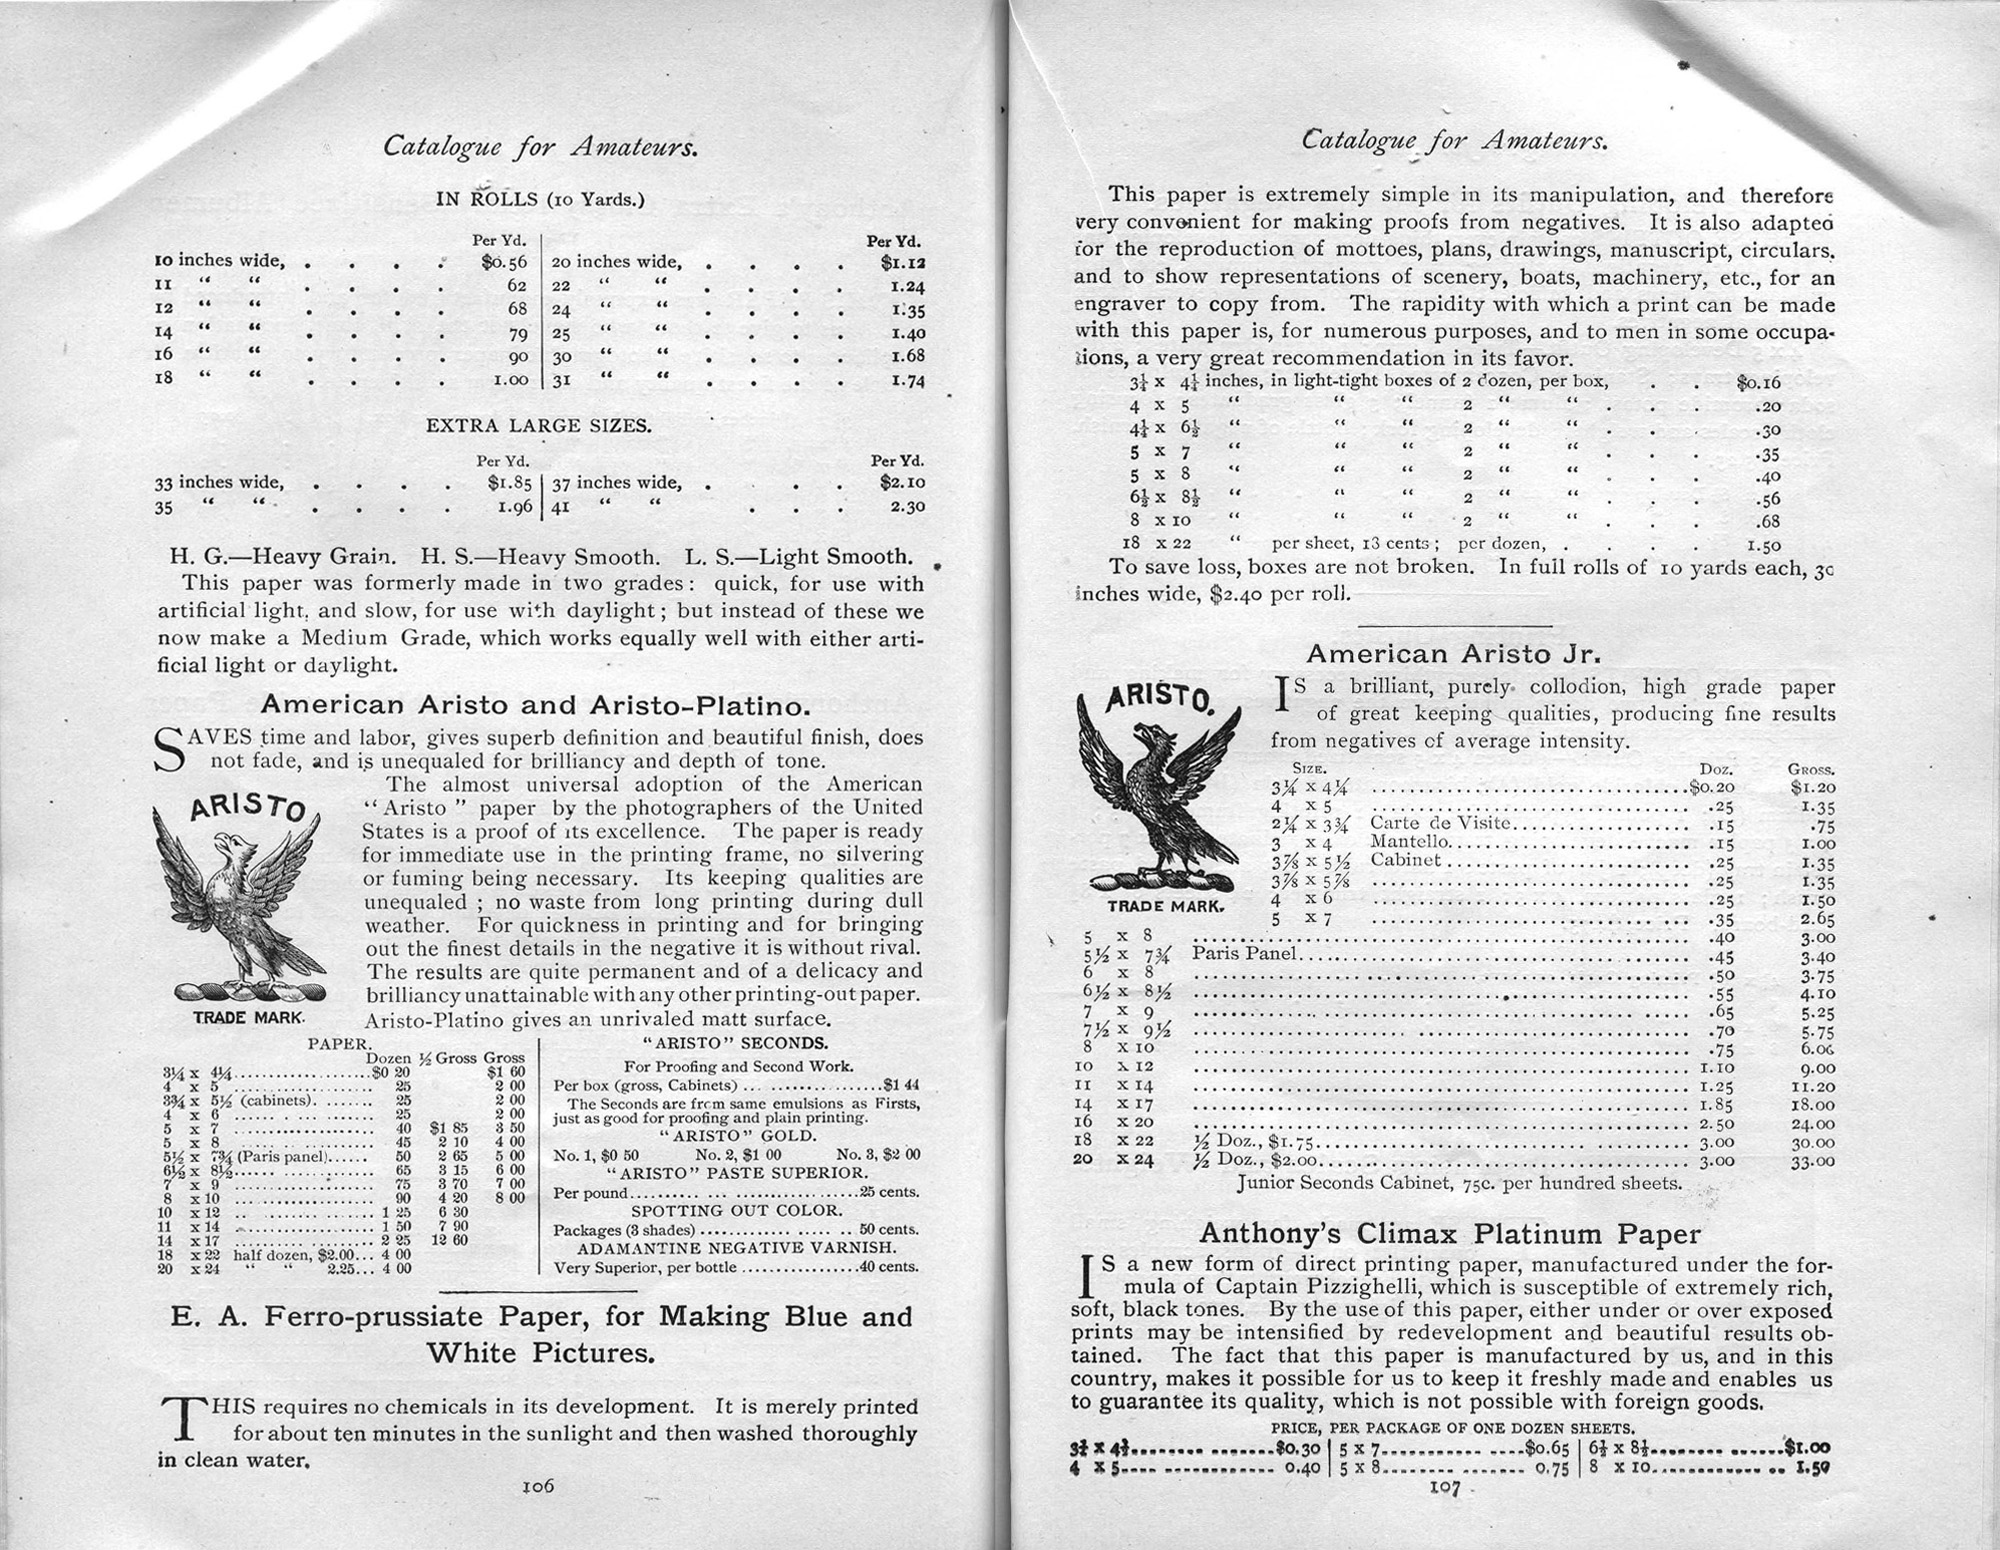 Catalogue for Amateurs.
IN ROLLS (10 Yards.)
Per Yd. Per Yd.
10 inches wide, . . . . $0.56 20 inches wide, . . . . $1.12
11 “ “ . . . . 62 22 “ “ . . . . 1.24
12 “ “ . . . . 68 24 “ “ . . . . 1.35
14 “ “ . . . . 79 25 “ “ . . . . 1.40
16 “ “ . . . . 90 30 “ “ . . . . 1.68
18 “ “ . . . . 1.00 31 “ “ . . . . 1.74
EXTRA LARGE SIZES.
Per Yd. Per Yd.
33 inches wide, . . . . $1.85 37 inches wide, . . . $2.10
35 “ “ . . . . 1.96 41 “ “ . . . 2.30
H. G.—Heavy Grain. H. S.—Heavy Smooth. L. S.—Light Smooth.
This paper was formerly made in two grades: quick, for use with
artificial light, and slow, for use with daylight; but instead of these we
now make a Medium Grade, which works equally well with either arti-
ficial light or daylight.
American Aristo and Aristo-Platino.
SAVES time and labor, gives superb definition and beautiful finish, does
not fade, and is unequaled for brilliancy and depth of tone.
ARISTO
TRADE MARK.
The almost universal adoption of the American
“Aristo” paper by the photographers of the United
States is a proof of its excellence. The paper is ready
for immediate use in the printing frame, no silvering
or fuming being necessary. Its keeping qualities are
unequaled; no waste from long printing during dull
weather. For quickness in printing and for bringing
out the finest details in the negative it is without rival.
The results are quite permanent and of a delicacy and
brilliancy unattainable with any other printing-out paper.
Aristo-Platino gives an unrivaled matt surface.
PAPER.
Dozen ½ Gross Gross
3¼ x 4¼ .......... $0 20 $1 60
4 x 5 .......... 25 2 00
3¾ x 5½ (cabinets) ....... 25 2 00
4 x 6 .......... 25 2 00
5 x 7 .......... 40 $1 85 3 50
5 x 8 .......... 45 2 10 4 00
5½ x 7¾ (Paris panel)...... 50 2 65 5 00
6½ x 8½ .......... 65 3 15 6 00
7 x 9 .......... 75 3 70 7 00
8 x 10 .......... 90 4 20 8 00
10 x 12 .......... 1 25 6 30
11 x 14 .......... 1 50 7 90
14 x 17 .......... 2 25 12 60
18 x 22 half dozen, $2.00... 4 00
20 x 24 “ “ 2.25... 4 00
“ARISTO” SECONDS.
For Proofing and Second Work.
Per box (gross, Cabinets) .................. $1 44
The Seconds are from same emulsions as Firsts,
just as good for proofing and plain printing.
“ARISTO” GOLD.
No. 1, $0 50 No. 2, $1 00 No. 3, $2 00
“ARISTO” PASTE SUPERIOR.
Per pound.......... ... .................25 cents.
SPOTTING OUT COLOR.
Packages (3 shades) .................. .. 50 cents.
ADAMANTINE NEGATIVE VARNISH.
Very Superior, per bottle .................40 cents.
E. A. Ferro-prussiate Paper, for Making Blue and
White Pictures.
THIS requires no chemicals in its development. It is merely printed
for about ten minutes in the sunlight and then washed thoroughly
in clean water.
106
Catalogue for Amateurs.
This paper is extremely simple in its manipulation, and therefore
very convenient for making proofs from negatives. It is also adapted
for the reproduction of mottoes, plans, drawings, manuscript, circulars,
and to show representations of scenery, boats, machinery, etc., for an
engraver to copy from. The rapidity with which a print can be made
with this paper is, for numerous purposes, and to men in some occupa-
tions, a very great recommendation in its favor.
3¼ x 4¼ inches, in light-tight boxes of 2 dozen, per box, . . $0.16
4 x 5 “ “ “ 2 “ “ . . . .20
4¼ x 6½ “ “ “ 2 “ “ . . . .30
5 x 7 “ “ “ 2 “ “ . . . .35
5 x 8 “ “ “ 2 “ “ . . . .40
6½ x 8½ “ “ “ 2 “ “ . . . .56
8 x 10 “ “ “ 2 “ “ . . . .68
18 x 22 “ per sheet, 13 cents; per dozen, . . . . 1.50
To save loss, boxes are not broken. In full rolls of 10 yards each, 30
inches wide, $2.40 per roll.
American Aristo Jr.
ARISTO.
TRADE MARK.
IS a brilliant, purely collodion, high grade paper
of great keeping qualities, producing fine results
from negatives of average intensity.
SIZE. DOZ. GROSS.
3¼ x 4¼ .......... $0.20 $1.20
4 x 5 .......... .25 1.35
2¼ x 3¾ Carte de Visite.......... .15 .75
3 x 4 Mantello.......... .15 1.00
3⅞ x 5½ Cabinet .......... .25 1.35
3⅞ x 5⅞ .......... .25 1.35
4 x 6 .......... .25 1.50
5 x 7 .......... .35 2.65
5 x 8 .......... .40 3.00
5½ x 7¾ Paris Panel.......... .45 3.40
6 x 8 .......... .50 3.75
6½ x 8½ .......... .55 4.10
7 x 9 .......... .65 5.25
7½ x 9½ .......... .70 5.75
8 x 10 .......... .75 6.00
10 x 12 .......... 1.10 9.00
11 x 14 .......... 1.25 11.20
14 x 17 .......... 1.85 18.00
16 x 20 .......... 2.50 24.00
18 x 22 ½ Doz., $1.75.......... 3.00 30.00
20 x 24 ½ Doz., $2.00.......... 3.00 33.00
Junior Seconds Cabinet, 75c. per hundred sheets.
Anthony’s Climax Platinum Paper
IS a new form of direct printing paper, manufactured under the for-
mula of Captain Pizzighelli, which is susceptible of extremely rich,
soft, black tones. By the use of this paper, either under or over exposed
prints may be intensified by redevelopment and beautiful results ob-
tained. The fact that this paper is manufactured by us, and in this
country, makes it possible for us to keep it freshly made and enables us
to guarantee its quality, which is not possible with foreign goods.
PRICE, PER PACKAGE OF ONE DOZEN SHEETS.
3¼ x 4¼.......... $0.30 5 x 7.......... $0.65 6½ x 8½.......... $1.00
4 x 5.......... 0.40 5 x 8.......... 0.75 8 x 10.......... 1.50
107